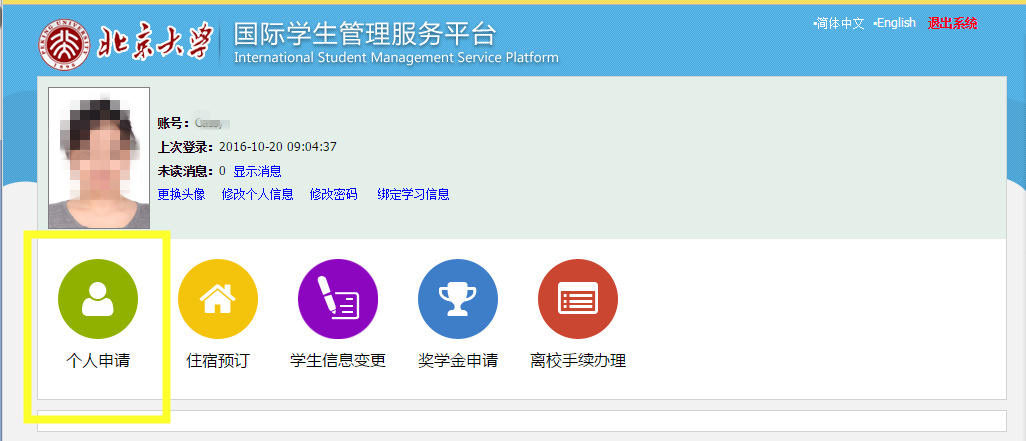 PEKING UNIVERSITY
1898
北京大学
国际学生管理服务平台
International Student Management Service Platform
▪简体中文 ▪English 退出系统
账号：
上次登录：2016-10-20 09:04:37
未读消息：0 显示消息
更换头像 修改个人信息 修改密码 绑定学习信息
个人申请 住宿预订 学生信息变更 奖学金申请 离校手续办理